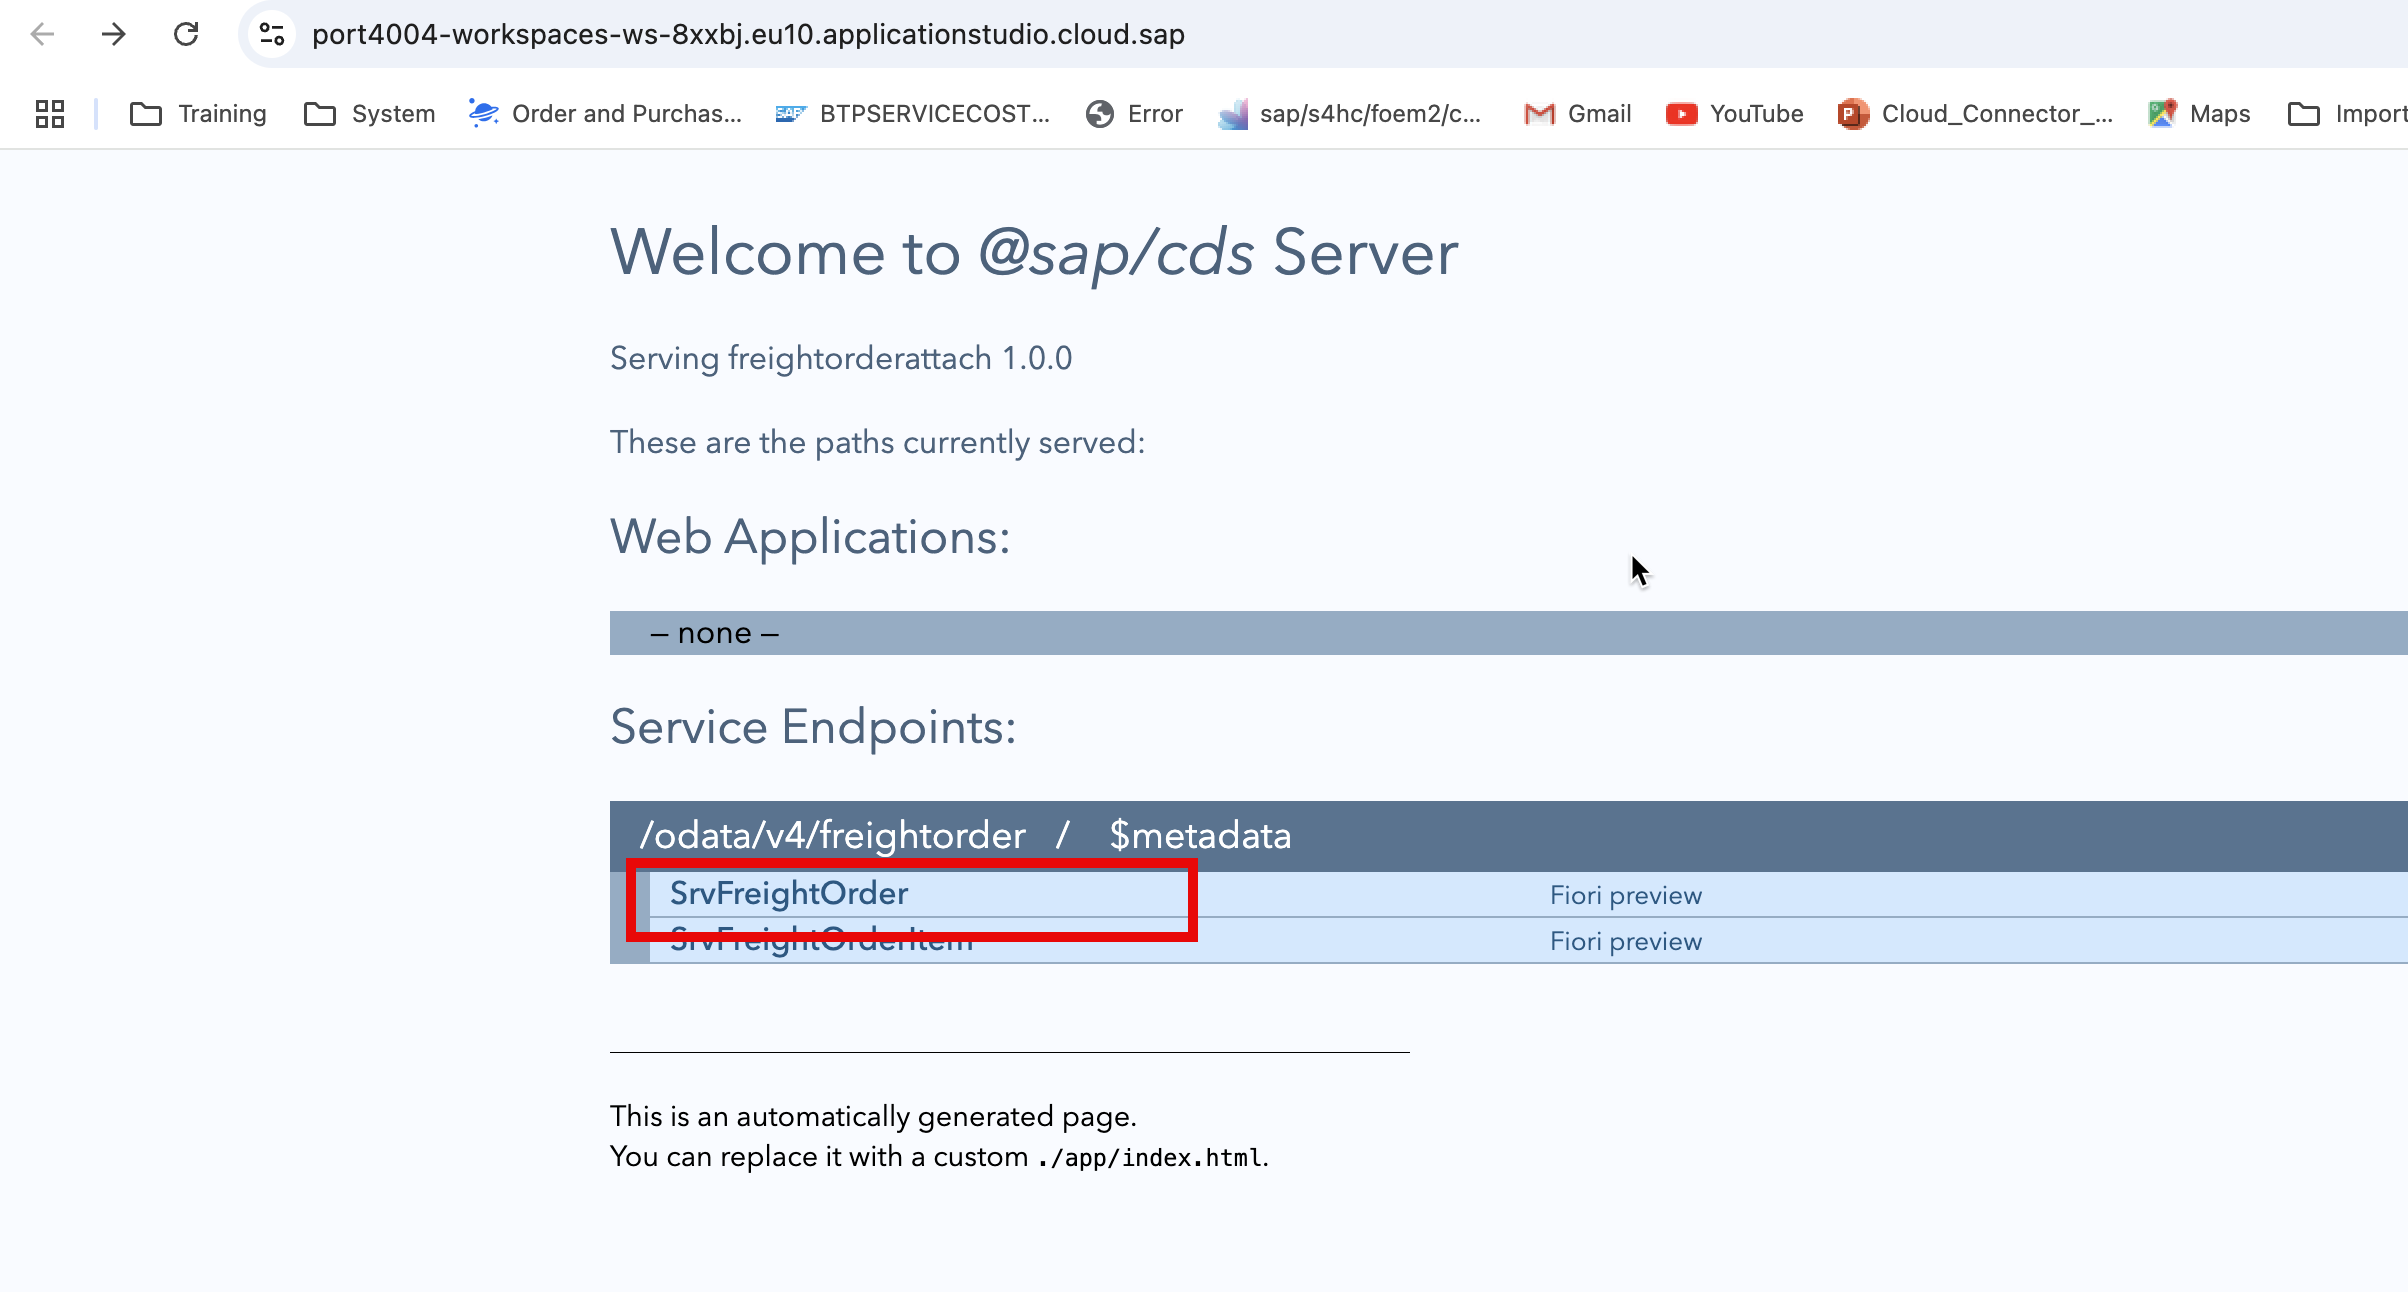 port4004-workspaces-ws-8xxbj.eu10.applicationstudio.cloud.sap
Training System Order and Purchas... SAP BTPSERVICECOST... Error sap/s4hc/foem2/c... Gmail YouTube P Cloud_Connector_... Maps Import
Welcome to @sap/cds Server
Serving freightorderattach 1.0.0
These are the paths currently served:
Web Applications:
– none –
Service Endpoints:
/odata/v4/freightorder / $metadata
SrvFreightOrder Fiori preview
SrvFreightOrderItem Fiori preview
This is an automatically generated page.
You can replace it with a custom ./app/index.html.